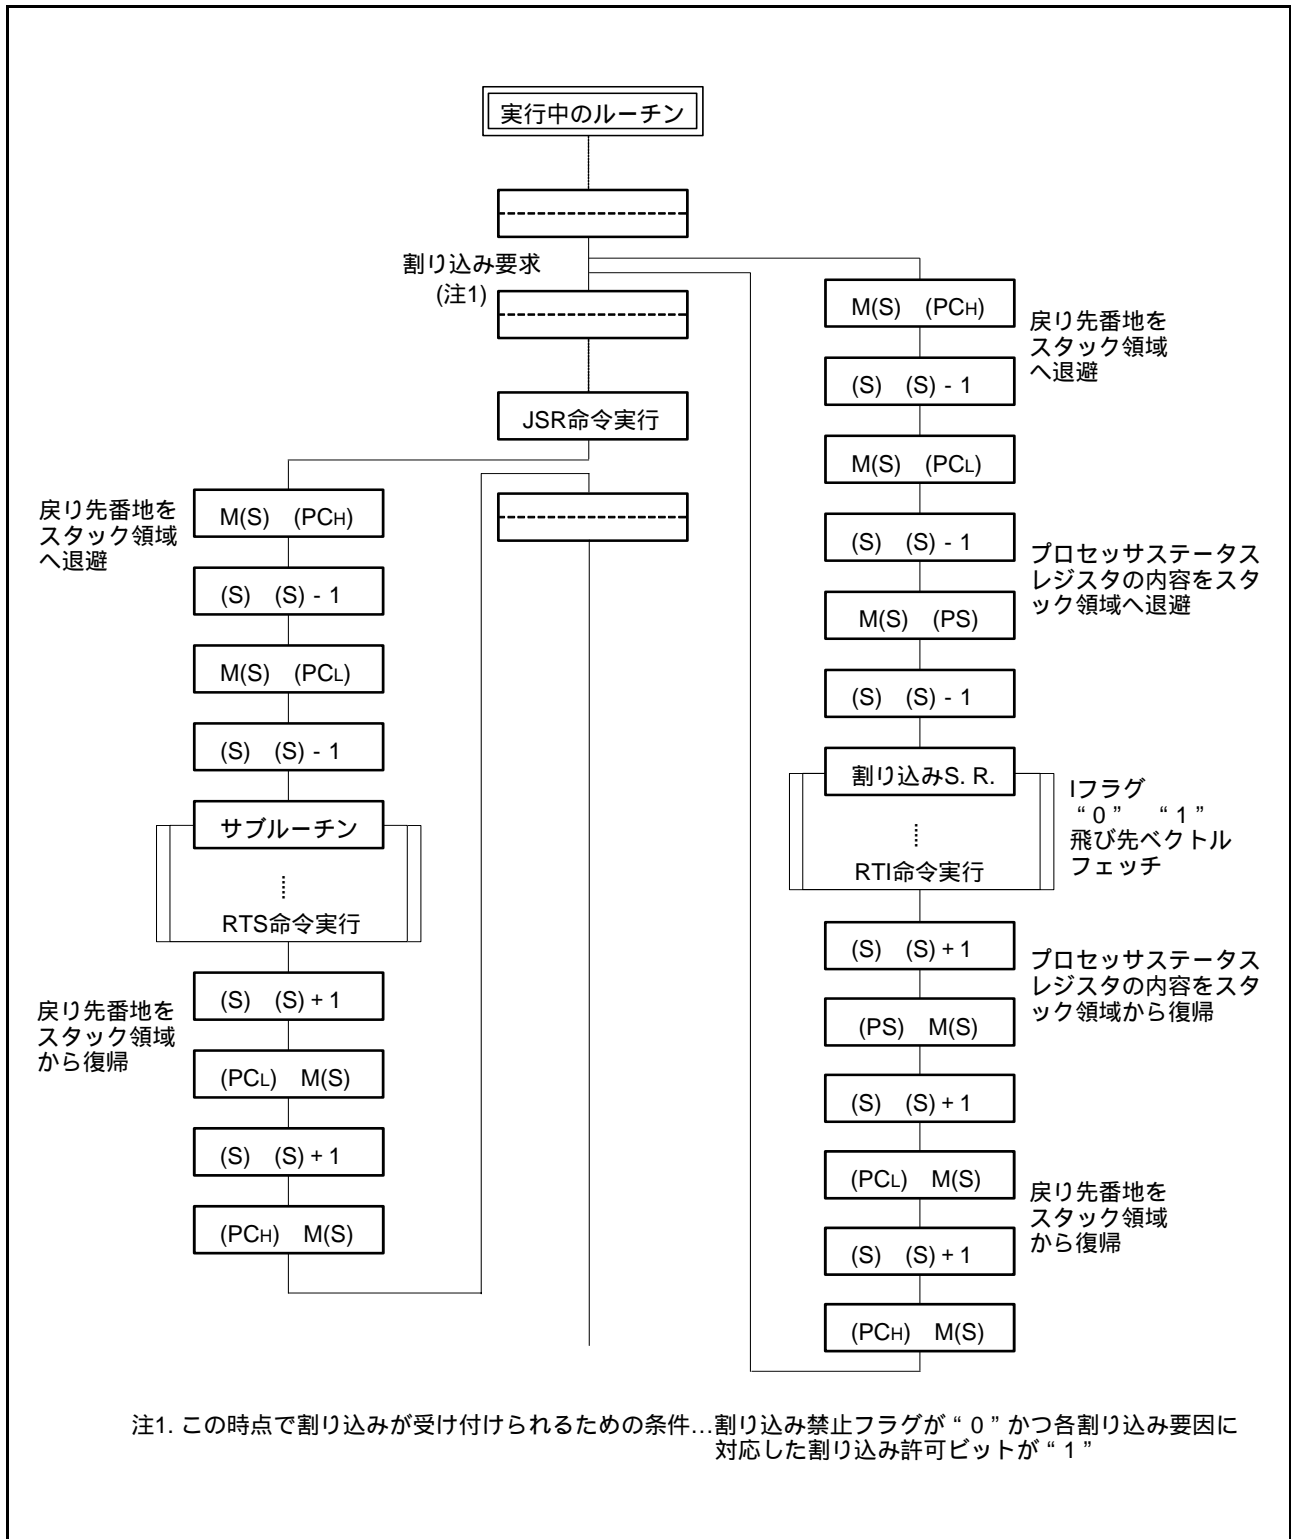 実行中のルーチン
割り込み要求
(注1)
JSR命令実行
戻り先番地を
スタック領域
へ退避
M(S) (PCH)
(S) (S) - 1
M(S) (PCL)
(S) (S) - 1
サブルーチン
RTS命令実行
戻り先番地を
スタック領域
から復帰
(S) (S) + 1
(PCL) M(S)
(S) (S) + 1
(PCH) M(S)
M(S) (PCH)
戻り先番地を
スタック領域
へ退避
(S) (S) - 1
M(S) (PCL)
(S) (S) - 1
プロセッサステータス
レジスタの内容をスタ
ック領域へ退避
M(S) (PS)
(S) (S) - 1
割り込みS. R.
Iフラグ
“ 0 ” “ 1 ”
飛び先ベクトル
フェッチ
RTI命令実行
(S) (S) + 1
プロセッサステータス
レジスタの内容をスタ
ック領域から復帰
(PS) M(S)
(S) (S) + 1
(PCL) M(S)
戻り先番地を
スタック領域
から復帰
(S) (S) + 1
(PCH) M(S)
注1. この時点で割り込みが受け付けられるための条件…割り込み禁止フラグが “ 0 ” かつ各割り込み要因に
対応した割り込み許可ビットが “ 1 ”